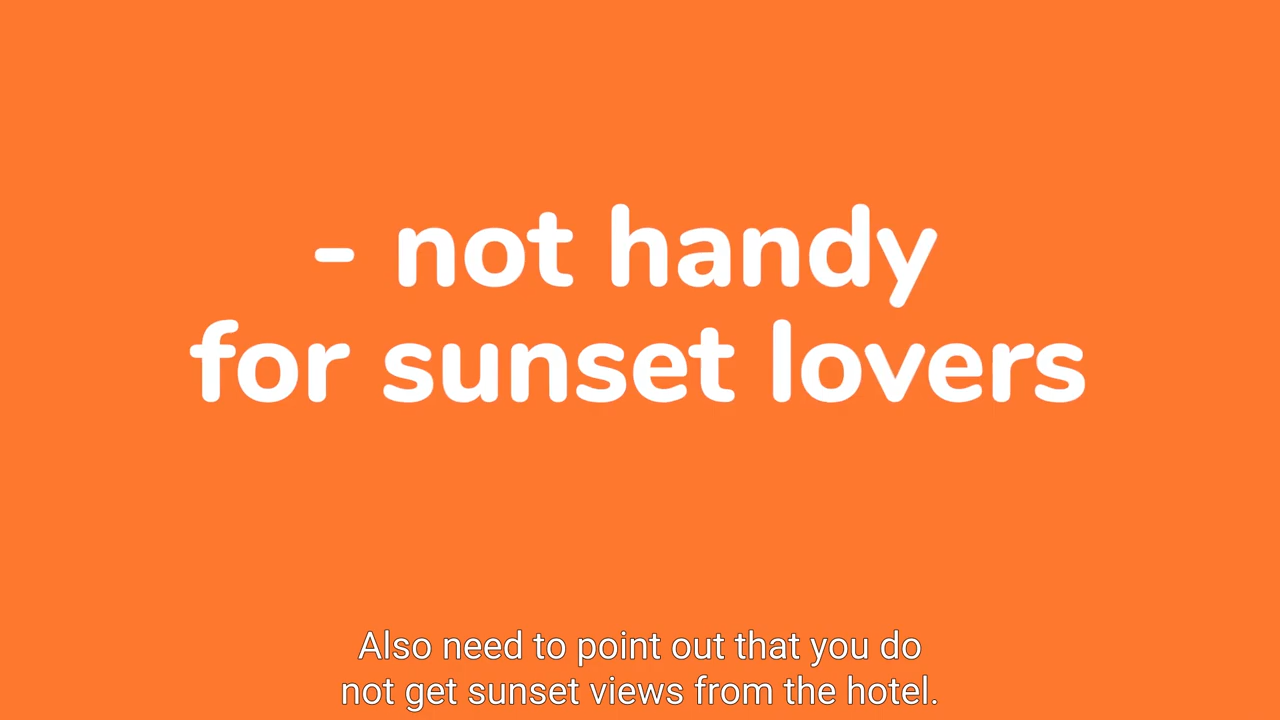 - not handy
for sunset lovers
Also need to point out that you do
not get sunset views from the hotel.